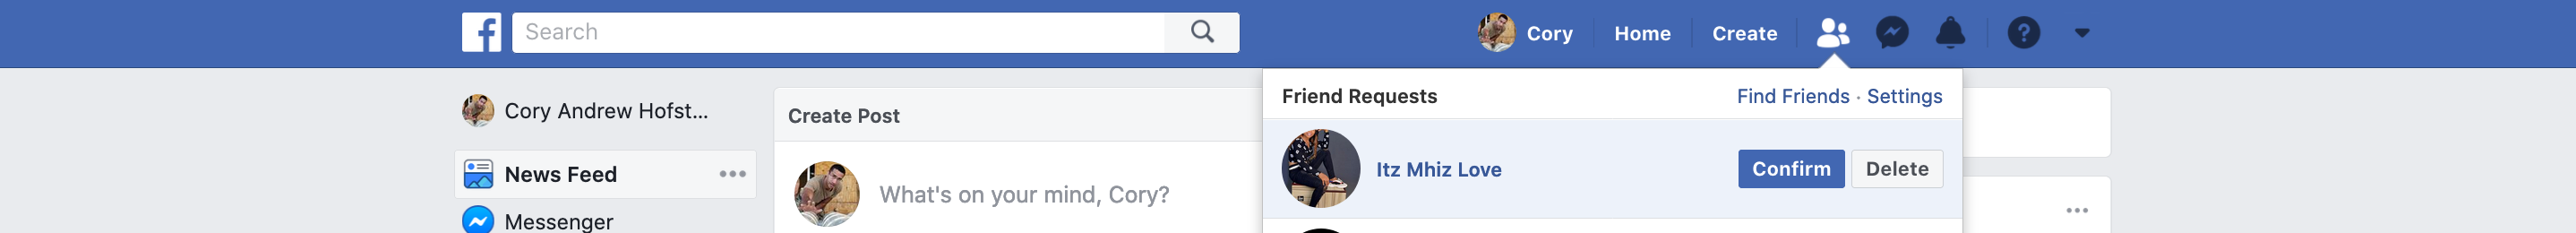 f
Search
Cory
Home
Create
?
Cory Andrew Hofst...
News Feed
Messenger
Create Post
What's on your mind, Cory?
Friend Requests
Find Friends · Settings
Itz Mhiz Love
Confirm
Delete